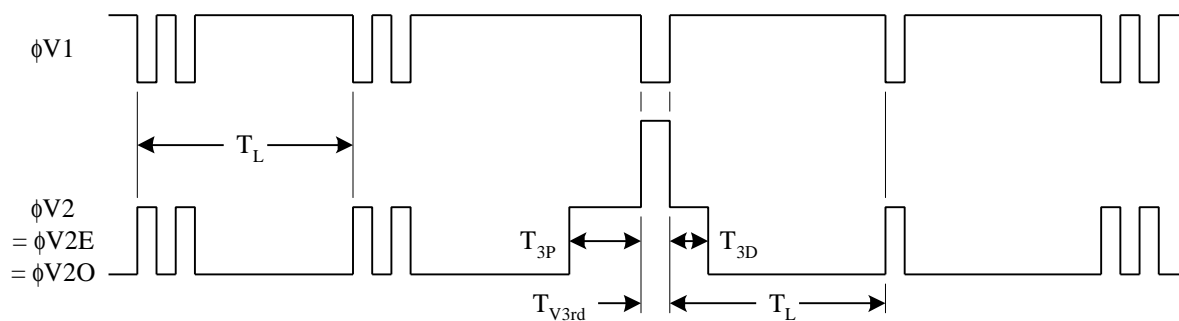 ϕV1
T_L
ϕV2
= ϕV2E
= ϕV2O
T_3P
T_3D
T_V3rd
T_L